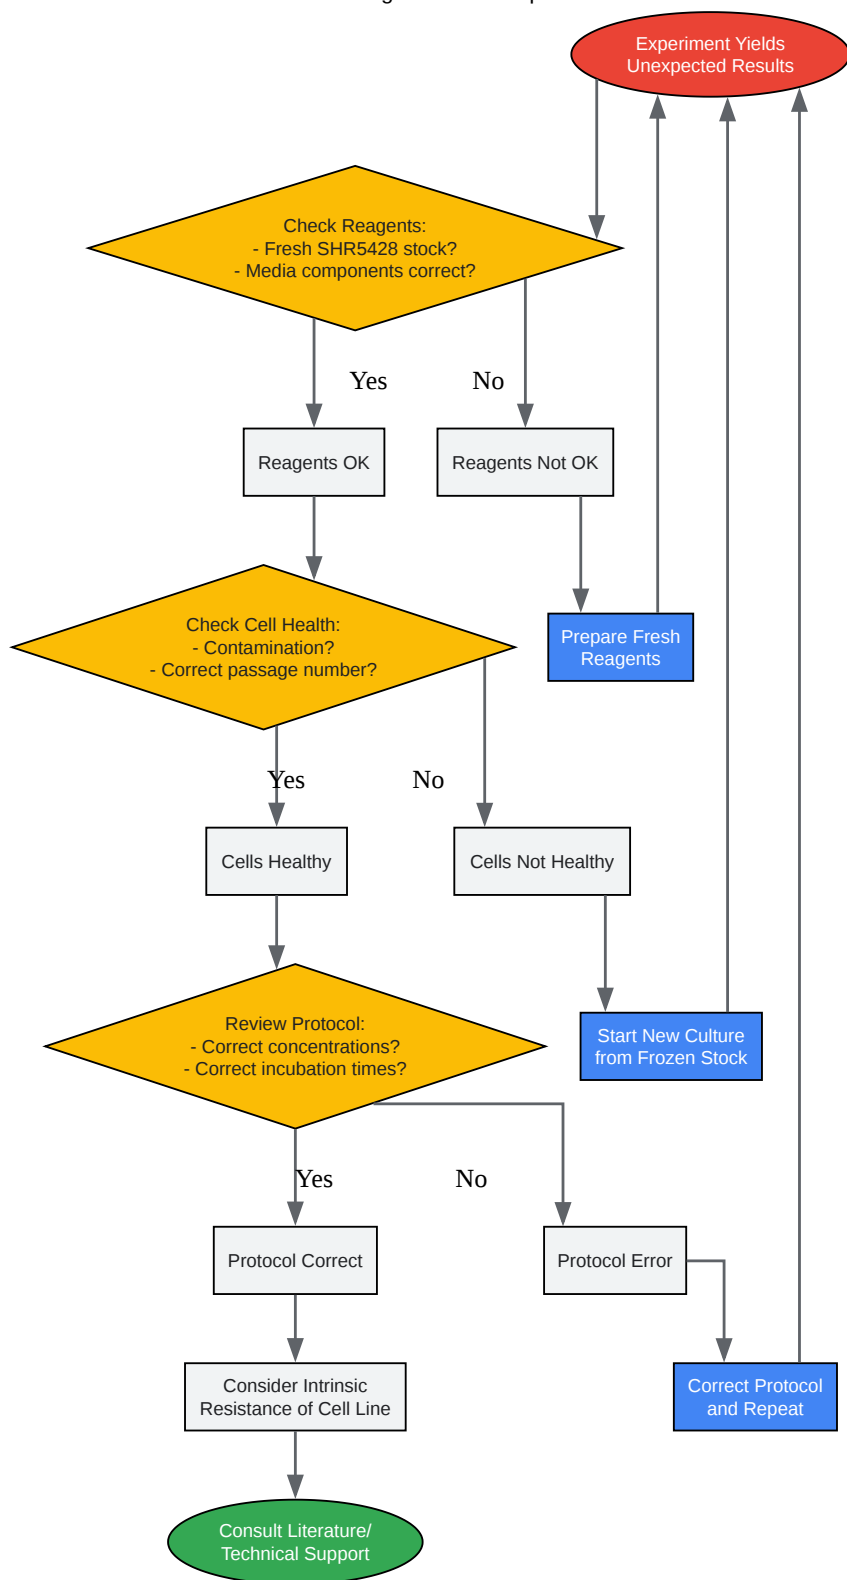 Experiment Yields
Unexpected Results
Check Reagents:
- Fresh SHR5428 stock?
- Media components correct?
Yes
No
Reagents OK
Reagents Not OK
Check Cell Health:
- Contamination?
- Correct passage number?
Prepare Fresh
Reagents
Yes
No
Cells Healthy
Cells Not Healthy
Review Protocol:
- Correct concentrations?
- Correct incubation times?
Start New Culture
from Frozen Stock
Yes
No
Protocol Correct
Protocol Error
Consider Intrinsic
Resistance of Cell Line
Correct Protocol
and Repeat
Consult Literature/
Technical Support